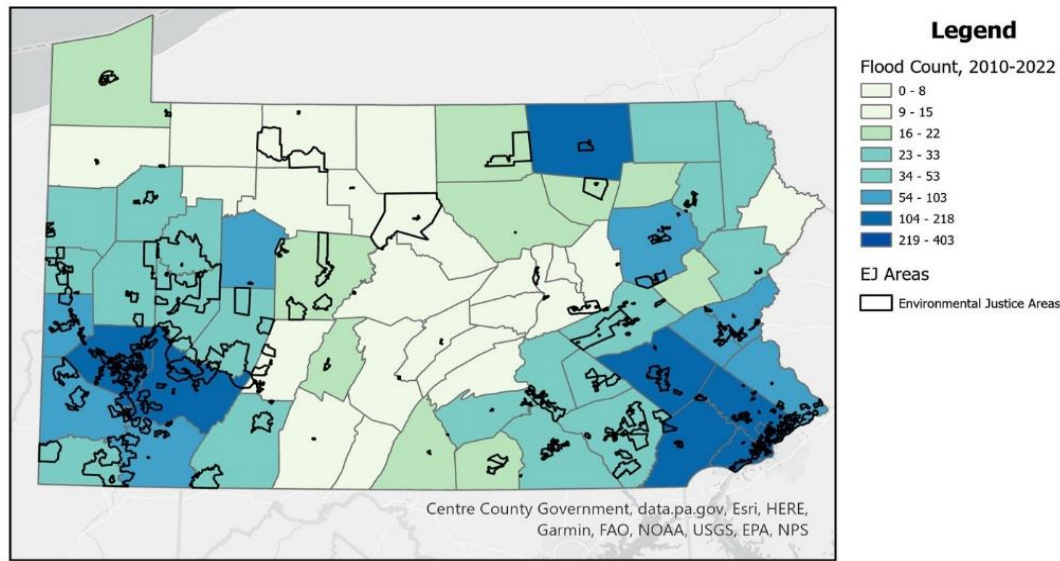 Legend
Flood Count, 2010-2022
0 - 8
9 - 15
16 - 22
23 - 33
34 - 53
54 - 103
104 - 218
219 - 403
EJ Areas
Environmental Justice Areas
Centre County Government, data.pa.gov, Esri, HERE,
Garmin, FAO, NOAA, USGS, EPA, NPS